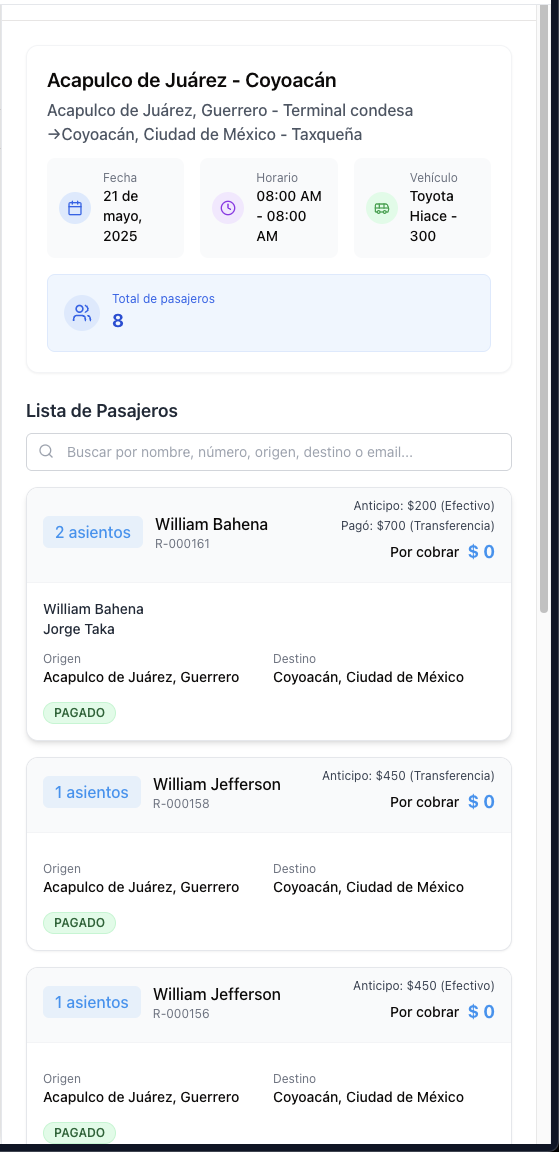 Acapulco de Juárez - Coyoacán
Acapulco de Juárez, Guerrero - Terminal condesa
→Coyoacán, Ciudad de México - Taxqueña
Fecha
21 de
mayo,
2025
Horario
08:00 AM
- 08:00
AM
Vehículo
Toyota
Hiace -
300
Total de pasajeros
8
Lista de Pasajeros
Buscar por nombre, número, origen, destino o email...
2 asientos
William Bahena
R-000161
Anticipo: $200 (Efectivo)
Pagó: $700 (Transferencia)
Por cobrar $ 0
William Bahena
Jorge Taka
Origen
Acapulco de Juárez, Guerrero
Destino
Coyoacán, Ciudad de México
PAGADO
1 asientos
William Jefferson
R-000158
Anticipo: $450 (Transferencia)
Por cobrar $ 0
Origen
Acapulco de Juárez, Guerrero
Destino
Coyoacán, Ciudad de México
PAGADO
1 asientos
William Jefferson
R-000156
Anticipo: $450 (Efectivo)
Por cobrar $ 0
Origen
Acapulco de Juárez, Guerrero
Destino
Coyoacán, Ciudad de México
PAGADO